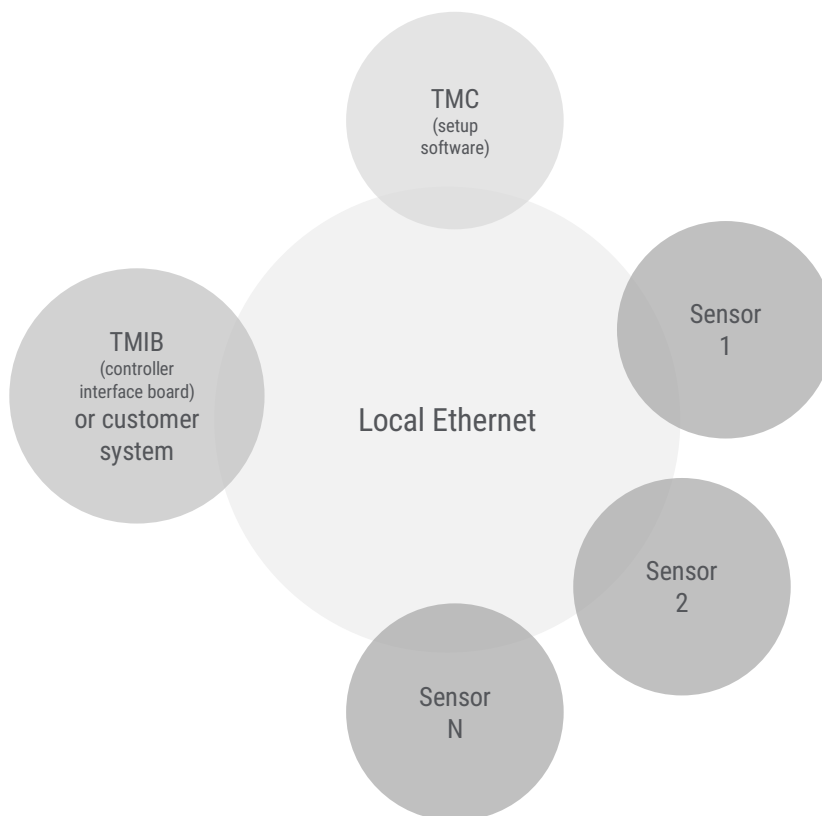 TMC
(setup
software)
Sensor
1
TMIB
(controller
interface board)
or customer
system
Local Ethernet
Sensor
2
Sensor
N